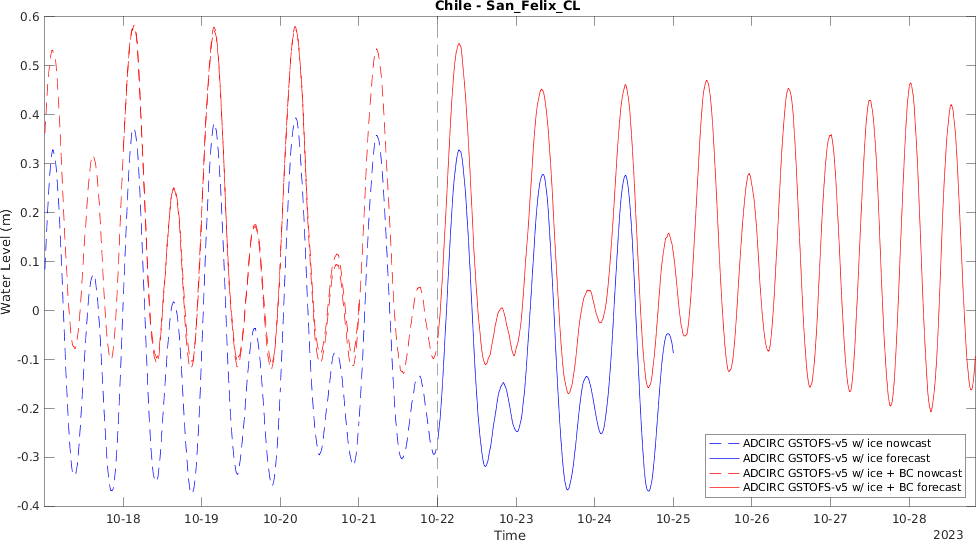 Chile - San_Felix_CL
0.6
0.5
0.4
0.3
0.2
0.1
0
-0.1
-0.2
-0.3
-0.4
Water Level (m)
ADCIRC GSTOFS-v5 w/ ice nowcast
ADCIRC GSTOFS-v5 w/ ice forecast
ADCIRC GSTOFS-v5 w/ ice + BC nowcast
ADCIRC GSTOFS-v5 w/ ice + BC forecast
10-18 10-19 10-20 10-21 10-22 10-23 10-24 10-25 10-26 10-27 10-28
Time
2023